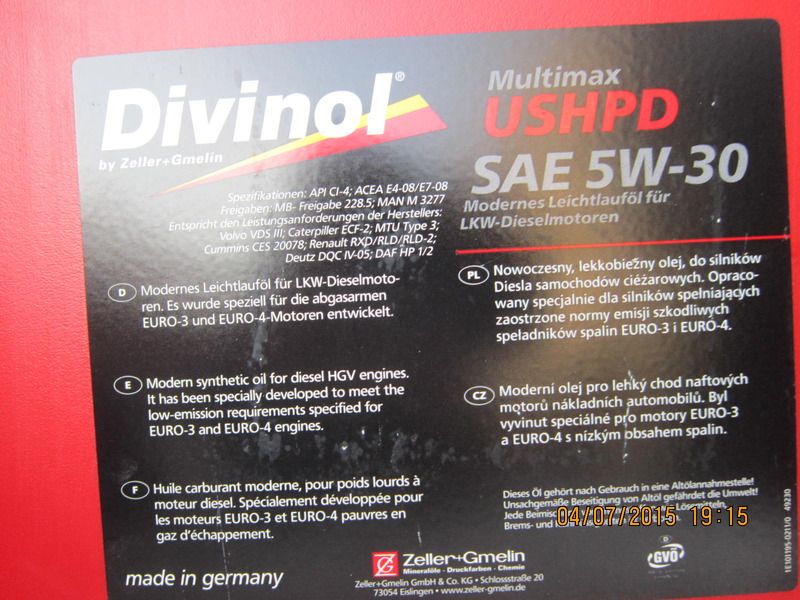 Divinol®
by Zeller+Gmelin
Multimax
USHPD
SAE 5W-30
Modernes Leichtlauföl für
LKW-Dieselmotoren
Spezifikationen: API CI-4; ACEA E4-08/E7-08
Freigaben: MB- Freigabe 228.5; MAN M 3277
Entspricht den Leistungsanforderungen der Hersteller:
Volvo VDS III; Caterpiller ECF-2; MTU Type 3;
Cummins CES 20078; Renault RXD/RLD/RLD-2;
Deutz DQC IV-05; DAF HP 1/2
D Modernes Leichtlauföl für LKW-Dieselmoto-
ren. Es wurde speziell für die abgasarmen
EURO-3 und EURO-4-Motoren entwickelt.
E Modern synthetic oil for diesel HGV engines.
It has been specially developed to meet the
low-emission requirements specified for
EURO-3 and EURO-4 engines.
F Huile carburant moderne, pour poids lourds à
moteur diesel. Spécialement développée pour
les moteurs EURO-3 et EURO-4 pauvres en
gaz d'échappement.
made in germany
PL Nowoczesny, lekkobieżny olej, do silników
Diesla samochodów ciéżarowych. Opraco-
wany specjalnie dla silników spełniających
zaostrzone normy emisji szkodliwych
speładników spalin EURO-3 i EURO-4.
CZ Moderní olej pro lehký chod naftových
motorů nákladních automobilů. Byl
vyvinut speciálné pro motory EURO-3
a EURO-4 s nízkým obsahem spalin.
Dieses Öl gehört nach Gebrauch in eine Altölannahmestelle!
Unsachgemäße Beseitigung von Altöl gefährdet die Umwelt!
Jede Beimischung Lösemitteln,
Brems- und
04/07/2015 19:15
Zeller+Gmelin
Mineralöle · Druckfarben · Chemie
Zeller+Gmelin GmbH & Co. KG • Schlossstraße 20
73054 Eislingen • www.zeller-gmelin.de
D
GVÖ
1E101195-0211/0 49230